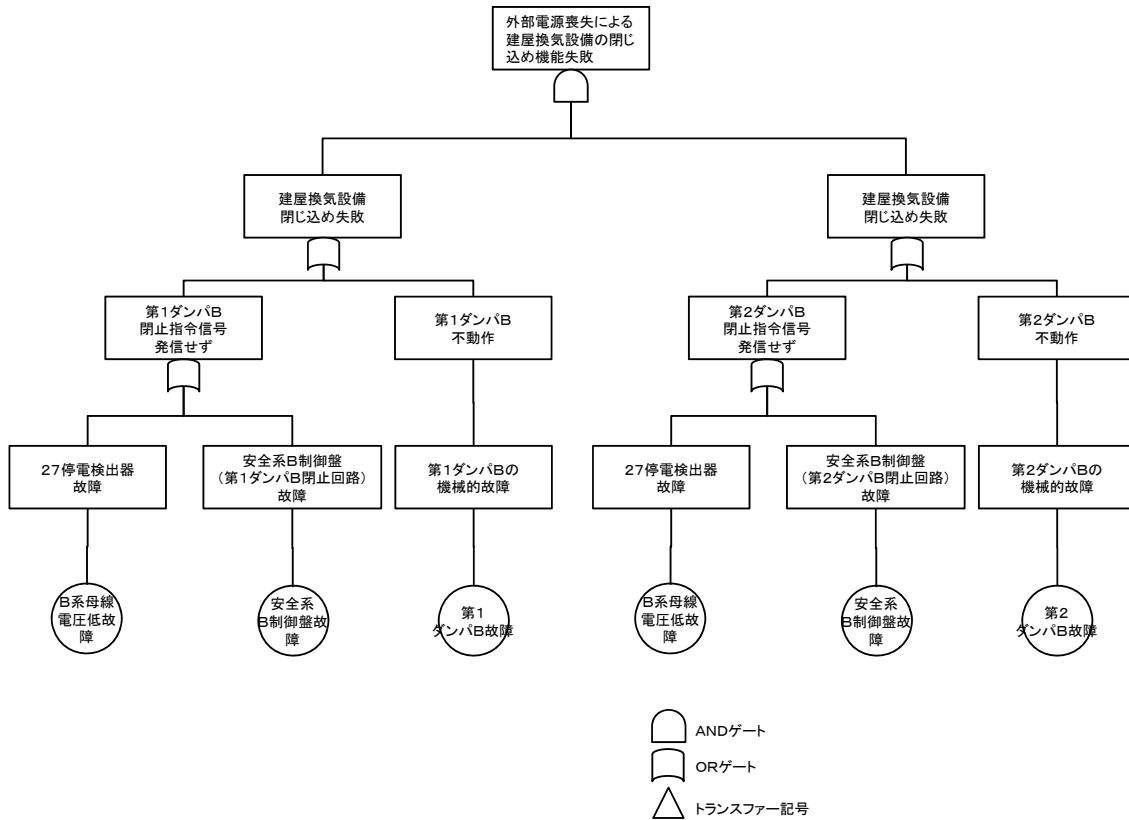 外部電源喪失による
建屋換気設備の閉じ
込め機能失敗
建屋換気設備
閉じ込め失敗
建屋換気設備
閉じ込め失敗
第1ダンパB
閉止指令信号
発信せず
第1ダンパB
不動作
第2ダンパB
閉止指令信号
発信せず
第2ダンパB
不動作
27停電検出器
故障
安全系B制御盤
(第1ダンパB閉止回路)
故障
第1ダンパBの
機械的故障
27停電検出器
故障
安全系B制御盤
(第2ダンパB閉止回路)
故障
第2ダンパBの
機械的故障
B系母線
電圧低故
障
安全系
B制御盤故
障
第1
ダンパB故障
B系母線
電圧低故
障
安全系
B制御盤故
障
第2
ダンパB故障
ANDゲート
ORゲート
トランスファー記号